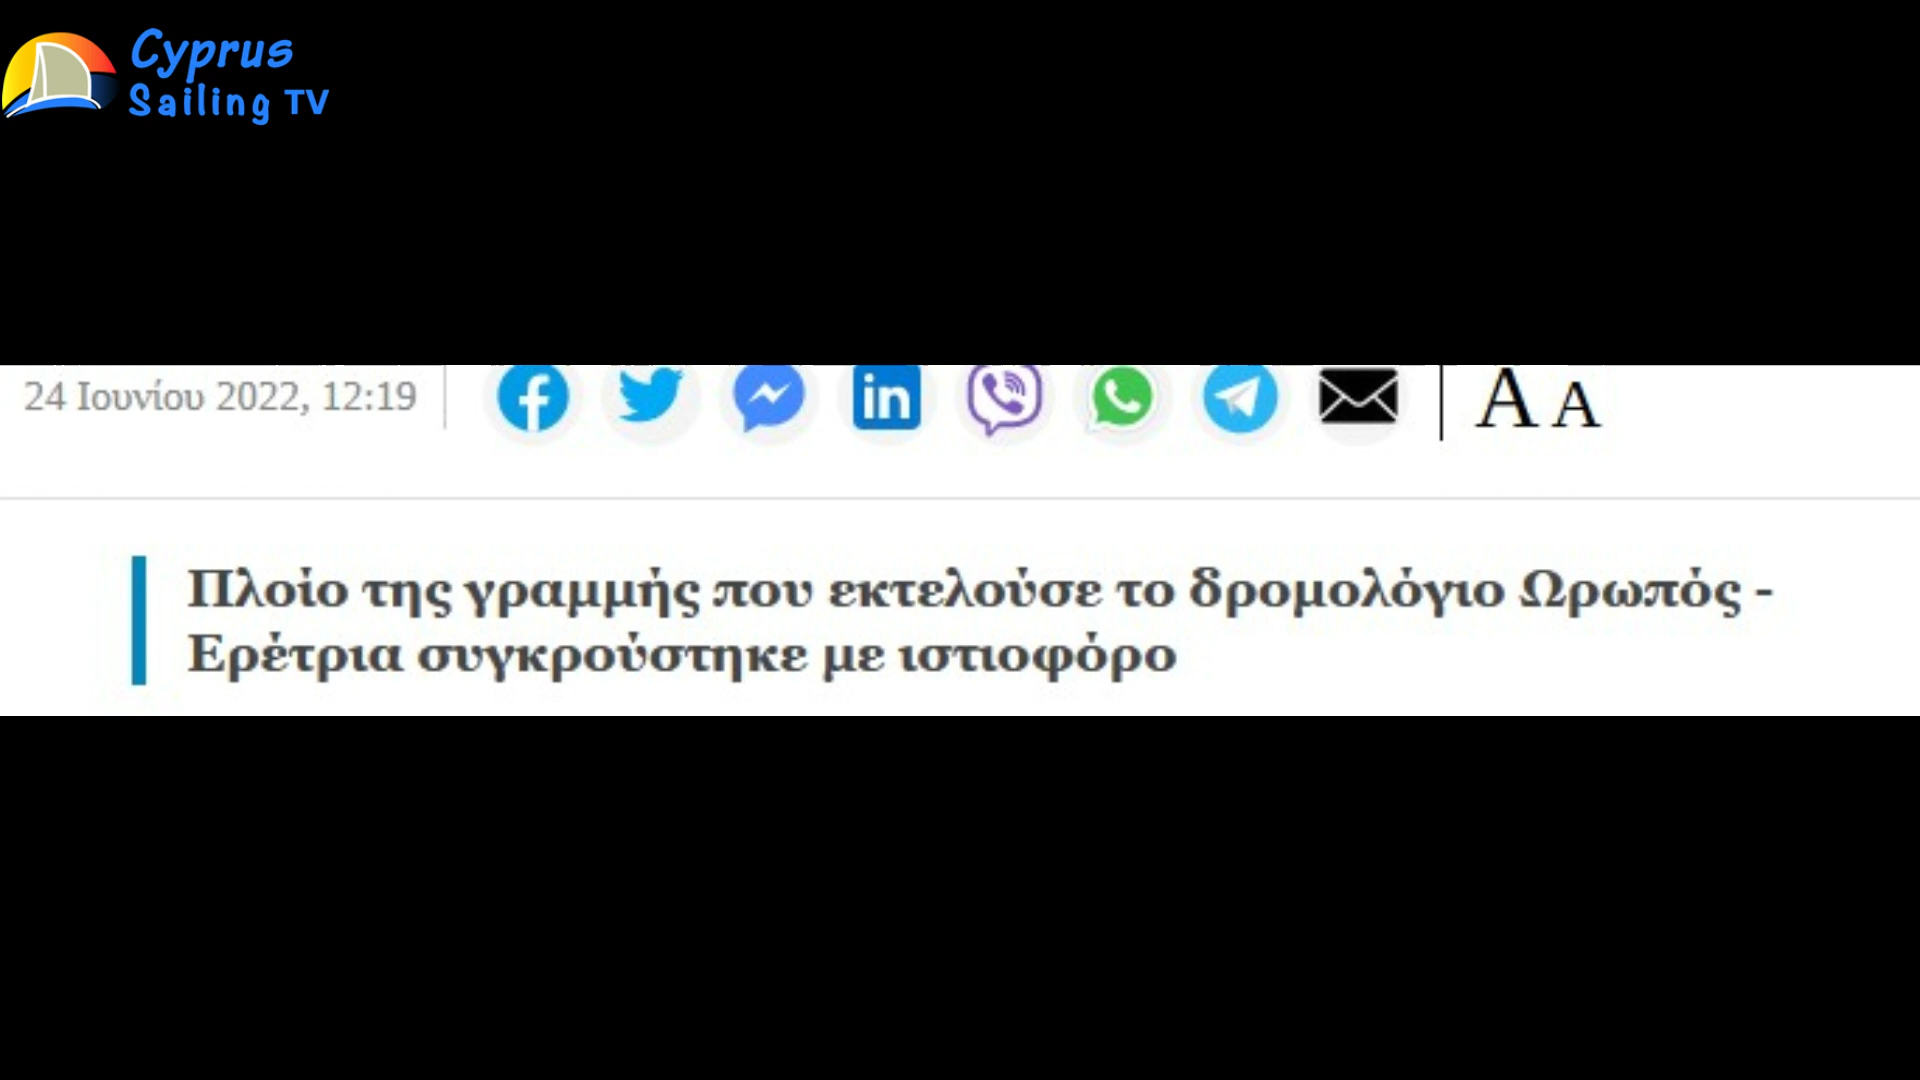 Cyprus
Sailing TV
24 Ιουνίου 2022, 12:19
A A
Πλοίο της γραμμής που εκτελούσε το δρομολόγιο Ωρωπός -
Ερέτρια συγκρούστηκε με ιστιοφόρο